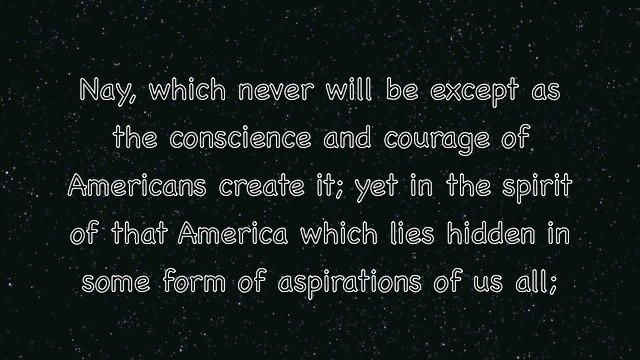 Nay, which never will be except as
the conscience and courage of
Americans create it; yet in the spirit
of that America which lies hidden in
some form of aspirations of us all;